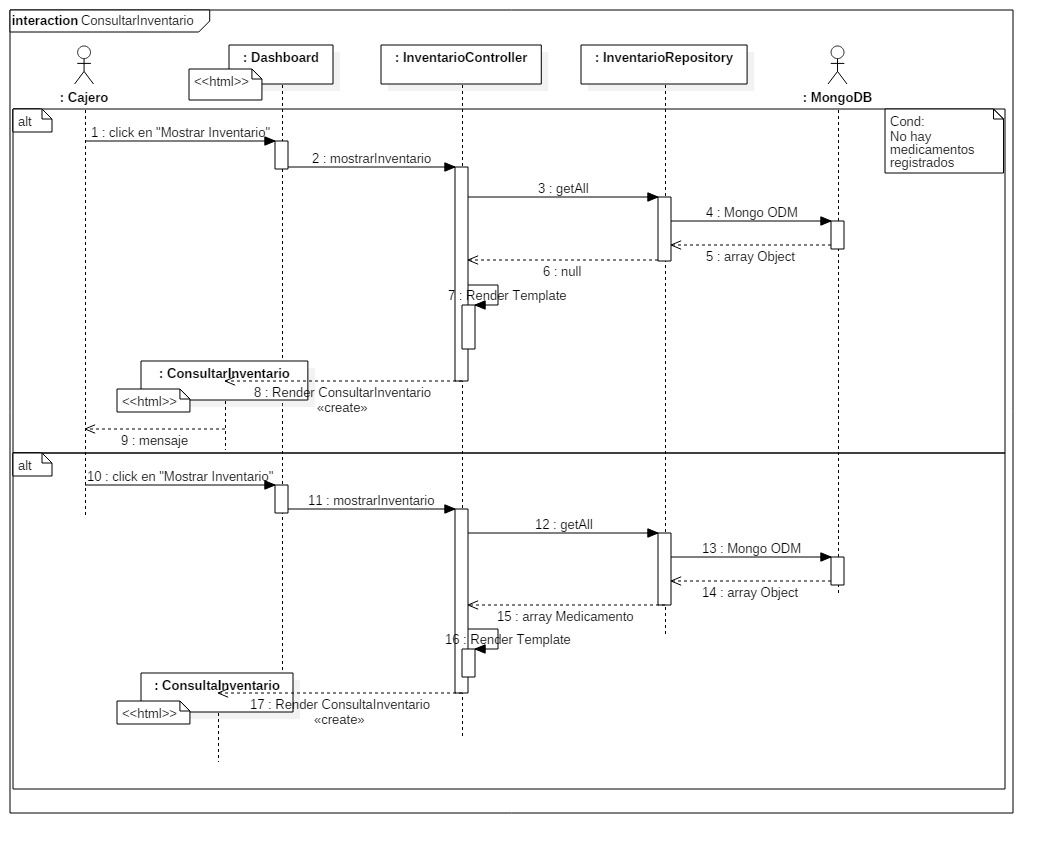 interaction ConsultarInventario
: Cajero
: Dashboard
<<html>>
: InventarioController
: InventarioRepository
: MongoDB
alt
Cond:
No hay
medicamentos
registrados
1 : click en "Mostrar Inventario"
2 : mostrarInventario
3 : getAll
4 : Mongo ODM
5 : array Object
6 : null
7 : Render Template
: ConsultarInventario
<<html>>
8 : Render ConsultarInventario
«create»
9 : mensaje
alt
10 : click en "Mostrar Inventario"
11 : mostrarInventario
12 : getAll
13 : Mongo ODM
14 : array Object
15 : array Medicamento
16 : Render Template
: ConsultaInventario
<<html>>
17 : Render ConsultaInventario
«create»